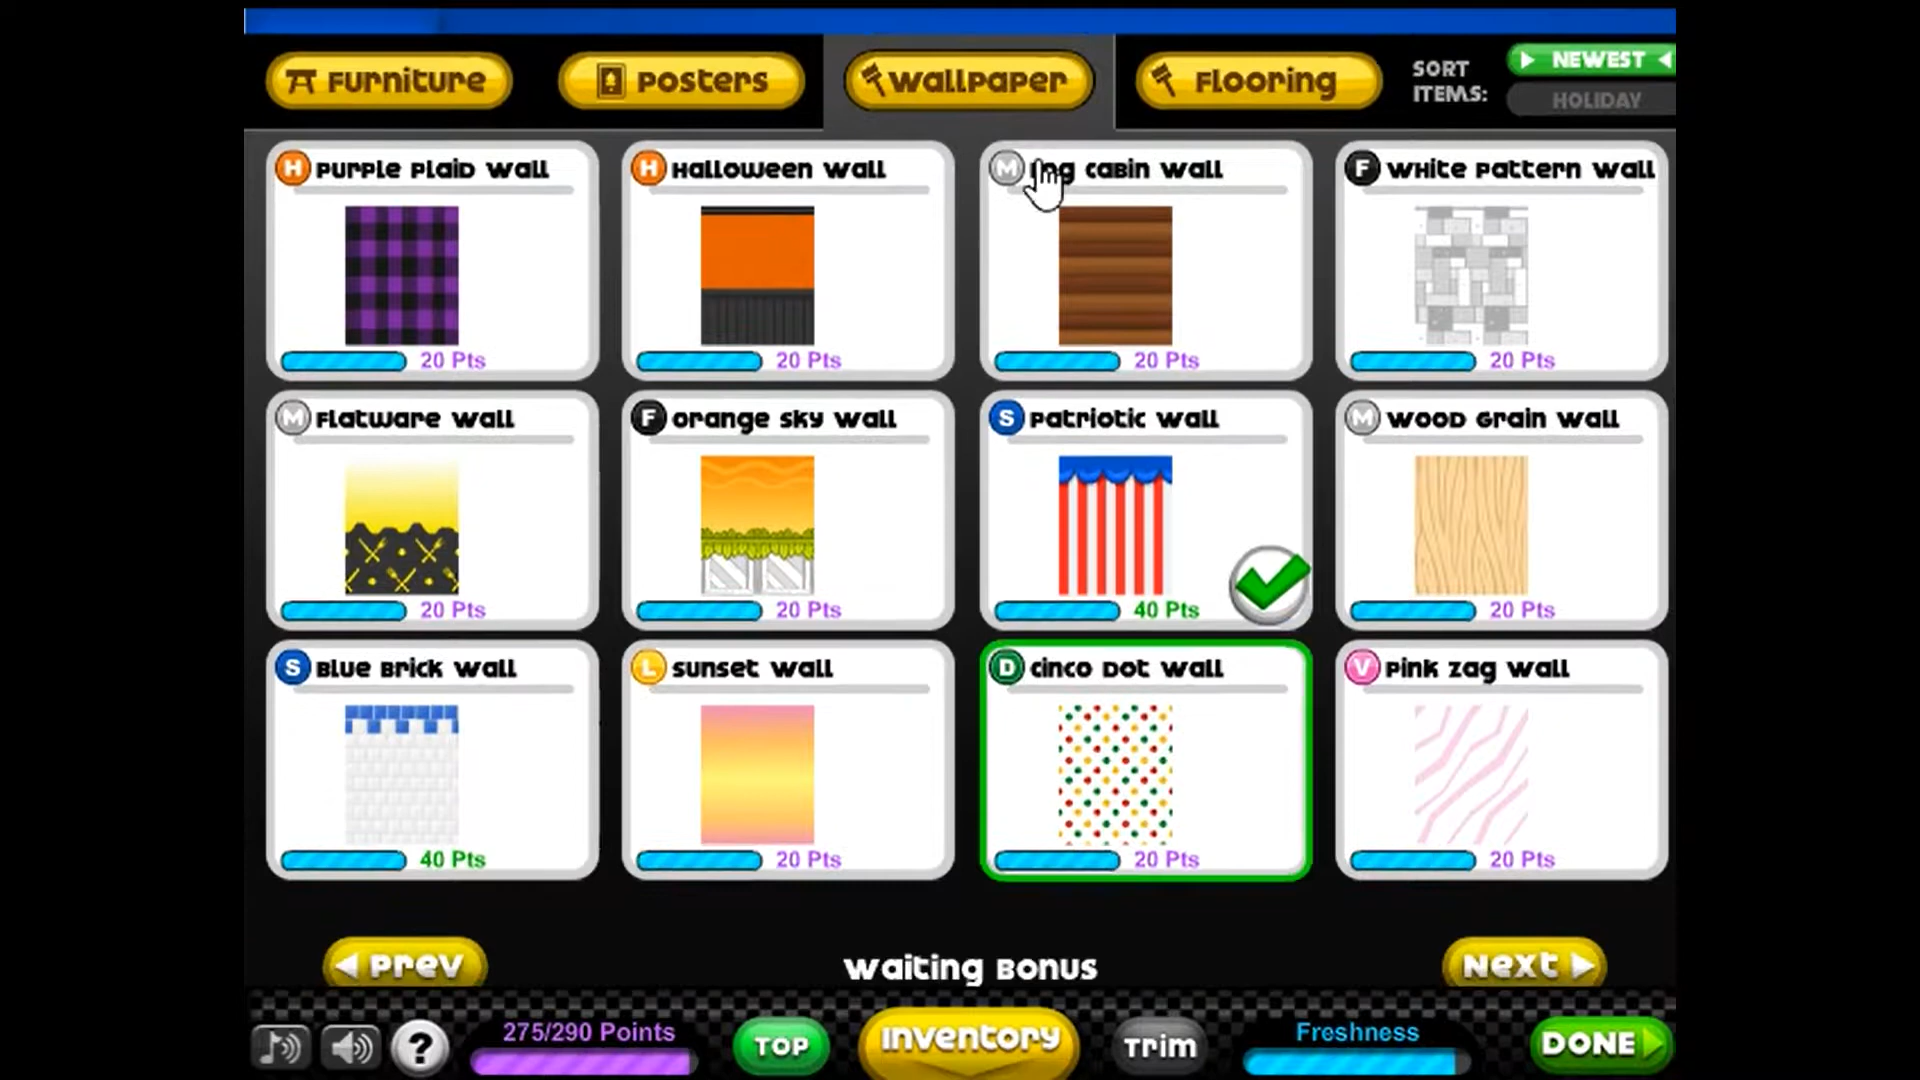 Furniture
Posters
Wallpaper
Flooring
SORT ITEMS:
NEWEST
HOLIDAY
H Purple Plaid Wall
20 Pts
H Halloween Wall
20 Pts
M Cabin Wall
20 Pts
F White Pattern Wall
20 Pts
M Flatware Wall
20 Pts
F Orange Sky Wall
20 Pts
S Patriotic Wall
40 Pts
M Wood Grain Wall
20 Pts
S Blue Brick Wall
40 Pts
L Sunset Wall
20 Pts
D Cinco Dot Wall
20 Pts
V Pink Zag Wall
20 Pts
Prev
Waiting Bonus
Next
?
275/290 Points
TOP
Inventory
Trim
Freshness
DONE